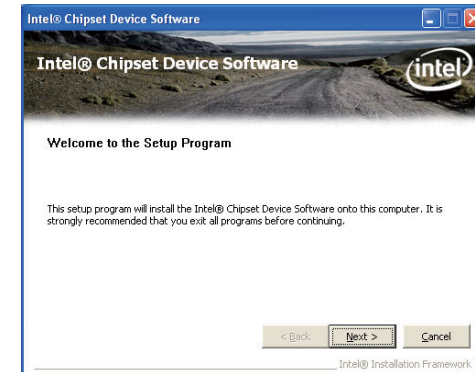 Intel® Chipset Device Software
Intel® Chipset Device Software
intel
Welcome to the Setup Program
This setup program will install the Intel® Chipset Device Software onto this computer. It is
strongly recommended that you exit all programs before continuing.
< Back Next > Cancel
Intel® Installation Framework